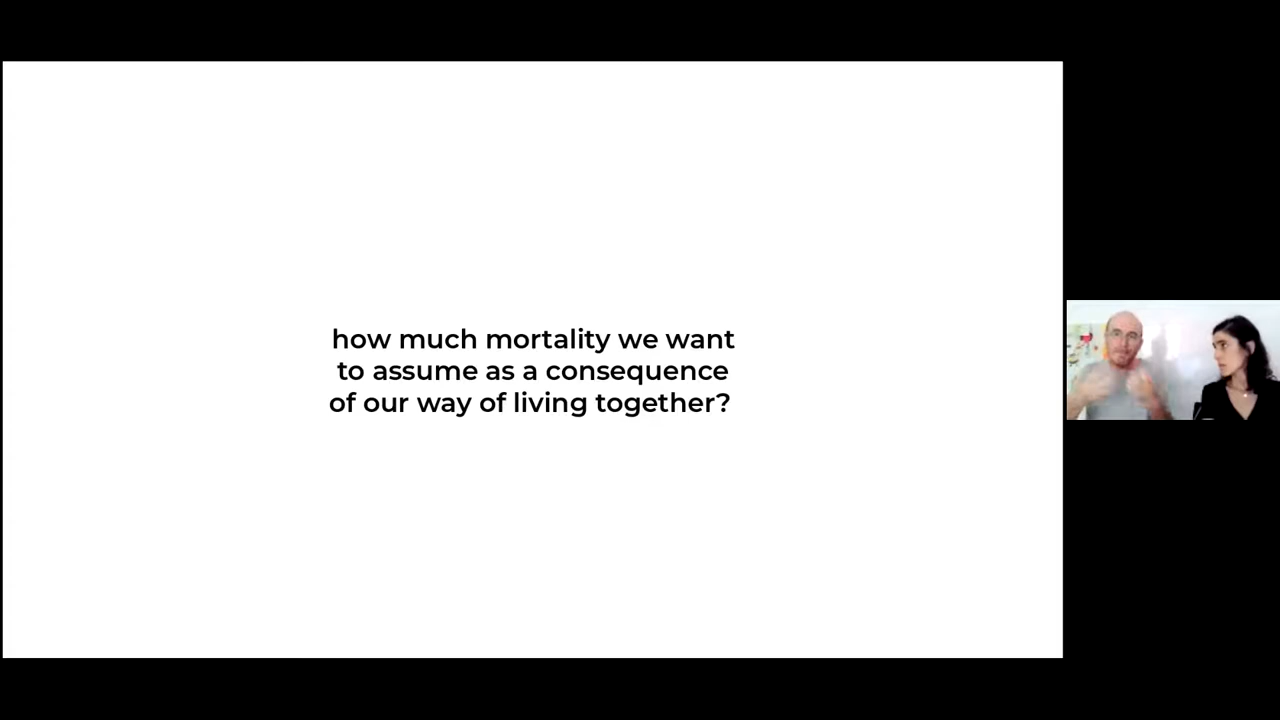 how much mortality we want
to assume as a consequence
of our way of living together?